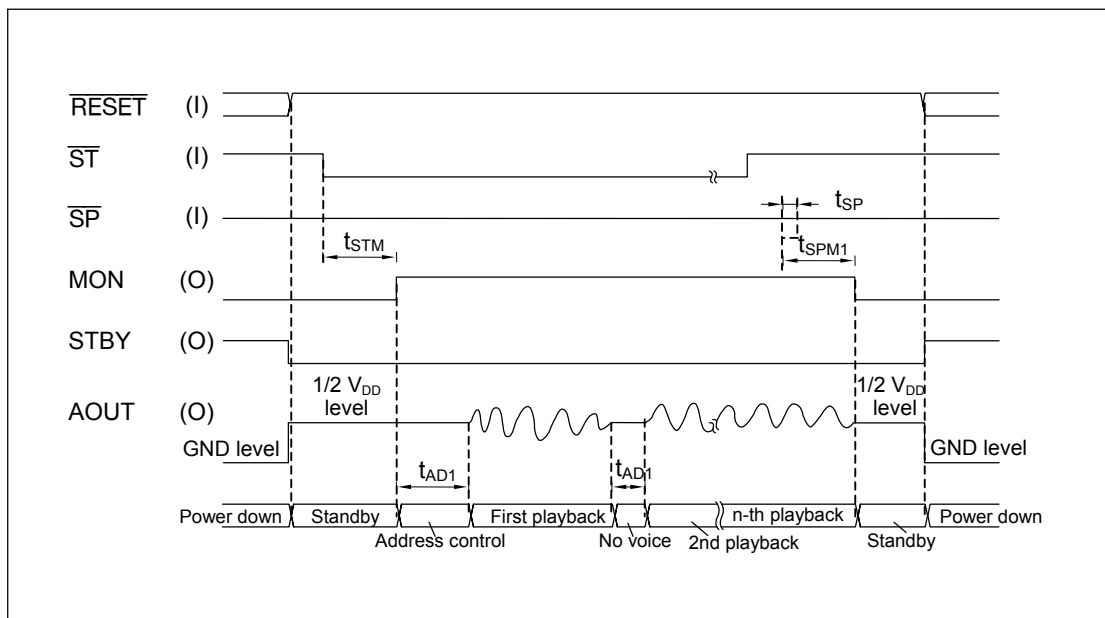 RESET (I)
ST (I)
SP (I)
tSP
tSTM
tSPM1
MON (O)
STBY (O)
1/2 VDD
level
1/2 VDD
level
AOUT (O)
GND level
GND level
tAD1
tAD1
Power down
Standby
Address control
First playback
No voice
2nd playback
n-th playback
Standby
Power down